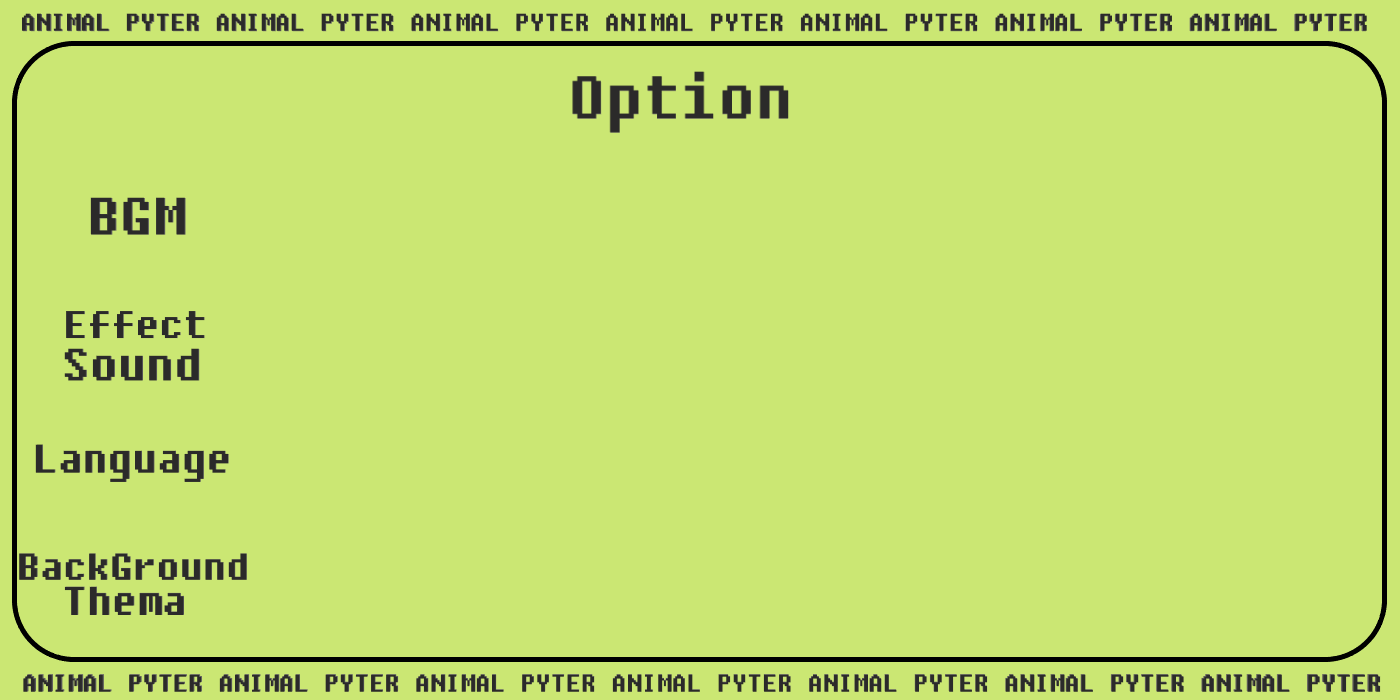 ANIMAL PYTER ANIMAL PYTER ANIMAL PYTER ANIMAL PYTER ANIMAL PYTER ANIMAL PYTER ANIMAL PYTER
Option
BGM
Effect
Sound
Language
BackGround
Thema
ANIMAL PYTER ANIMAL PYTER ANIMAL PYTER ANIMAL PYTER ANIMAL PYTER ANIMAL PYTER ANIMAL PYTER